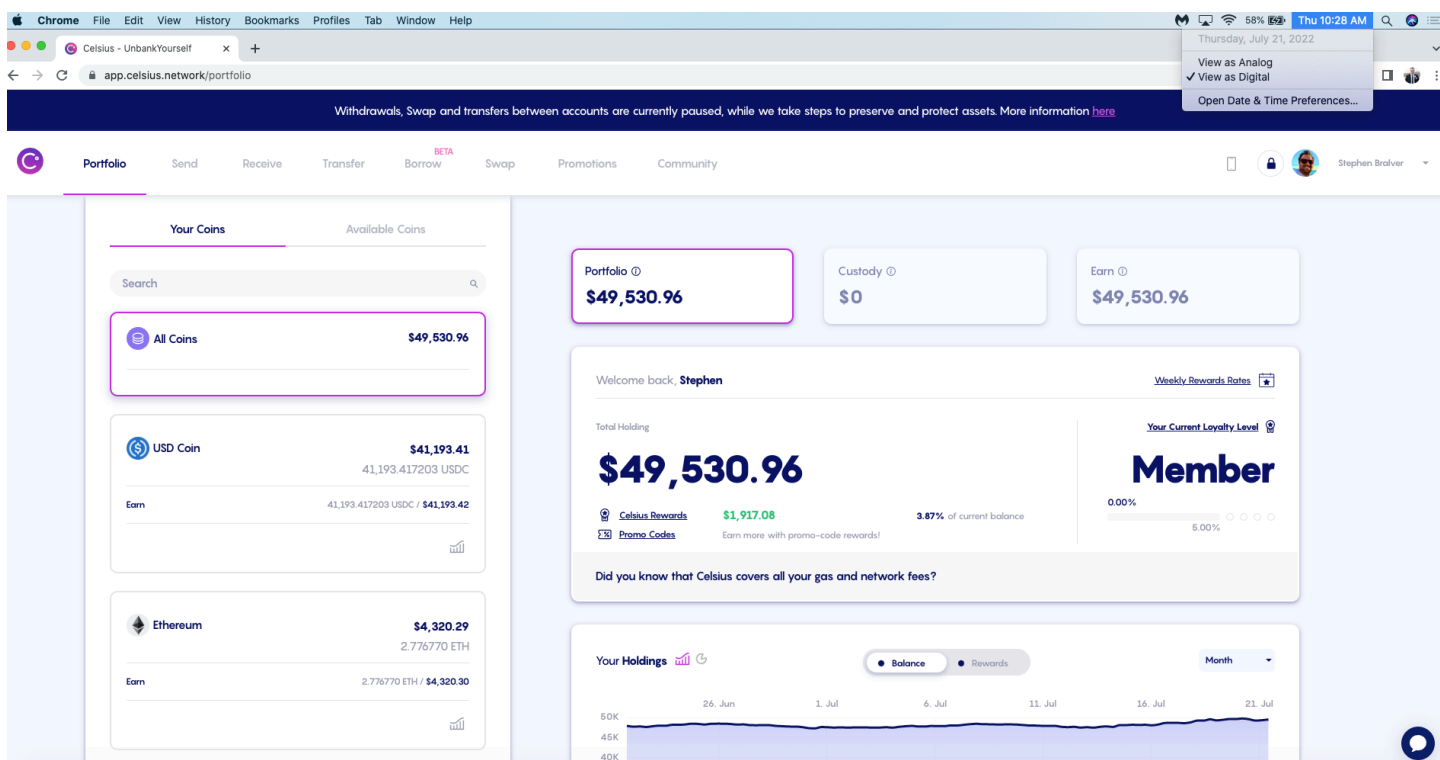 Chrome File Edit View History Bookmarks Profiles Tab Window Help 58% Thu 10:28 AM
Thursday, July 21, 2022
View as Analog
✓ View as Digital
Open Date & Time Preferences...
Celsius - UnbankYourself
app.celsius.network/portfolio
Withdrawals, Swap and transfers between accounts are currently paused, while we take steps to preserve and protect assets. More information here
Portfolio Send Receive Transfer Borrow BETA Swap Promotions Community Stephen Bralver
Your Coins Available Coins
Search
All Coins $49,530.96
USD Coin $41,193.41
41,193.417203 USDC
Earn 41,193.417203 USDC / $41,193.42
Ethereum $4,320.29
2.776770 ETH
Earn 2.776770 ETH / $4,320.30
Portfolio
$49,530.96
Custody
$0
Earn
$49,530.96
Welcome back, Stephen Weekly Rewards Rates
Total Holding
$49,530.96
Celsius Rewards $1,917.08 3.87% of current balance
Promo Codes Earn more with promo-code rewards!
Your Current Loyalty Level
Member
0.00%
5.00%
Did you know that Celsius covers all your gas and network fees?
Your Holdings Balance Rewards Month
26. Jun 1. Jul 6. Jul 11. Jul 16. Jul 21. Jul
50K
45K
40K